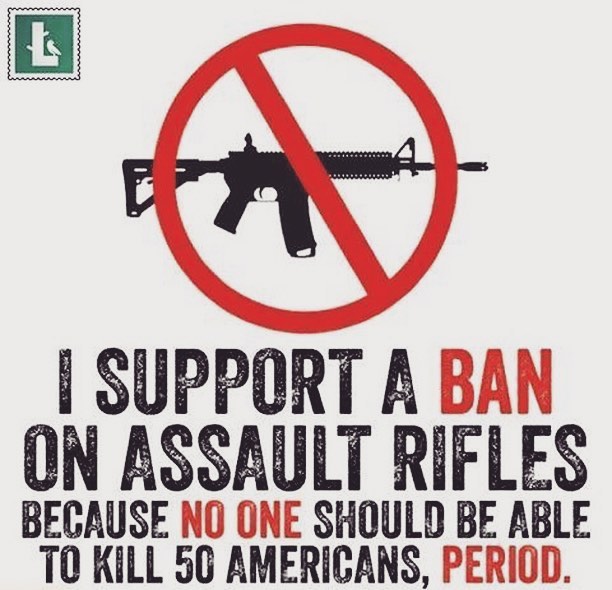 L
I SUPPORT A BAN
ON ASSAULT RIFLES
BECAUSE NO ONE SHOULD BE ABLE
TO KILL 50 AMERICANS, PERIOD.